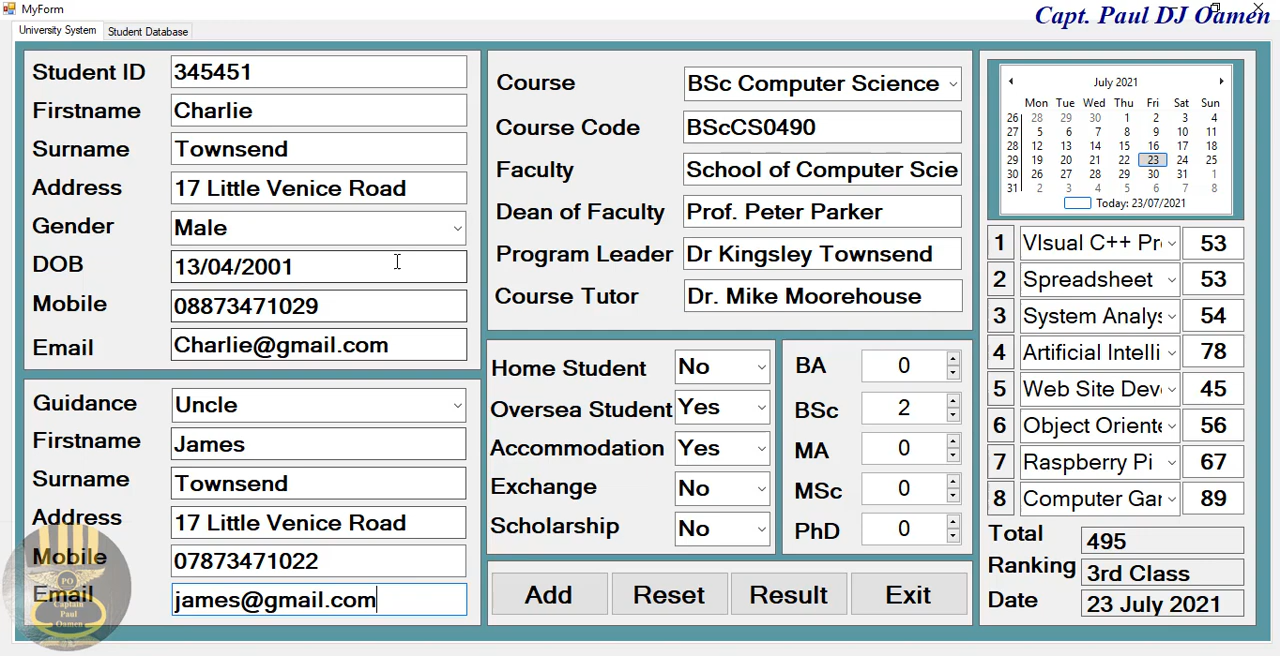 MyForm
Capt. Paul DJ Oamen
University System
Student Database
Student ID 345451
Firstname Charlie
Surname Townsend
Address 17 Little Venice Road
Gender Male
DOB 13/04/2001
Mobile 08873471029
Email Charlie@gmail.com
Guidance Uncle
Firstname James
Surname Townsend
Address 17 Little Venice Road
Mobile 07873471022
Email james@gmail.com
PO
Captain
Paul
Oamen
Course BSc Computer Science
Course Code BScCS0490
Faculty School of Computer Scie
Dean of Faculty Prof. Peter Parker
Program Leader Dr Kingsley Townsend
Course Tutor Dr. Mike Moorehouse
Home Student No
Oversea Student Yes
Accommodation Yes
Exchange No
Scholarship No
BA 0
BSc 2
MA 0
MSc 0
PhD 0
Add Reset Result Exit
July 2021
Mon Tue Wed Thu Fri Sat Sun
26 28 29 30 1 2 3 4
27 5 6 7 8 9 10 11
28 12 13 14 15 16 17 18
29 19 20 21 22 23 24 25
30 26 27 28 29 30 31 1
31 2 3 4 5 6 7 8
Today: 23/07/2021
1 VIsual C++ Pr 53
2 Spreadsheet 53
3 System Analys 54
4 Artificial Intelli 78
5 Web Site Dev 45
6 Object Oriente 56
7 Raspberry Pi 67
8 Computer Gar 89
Total 495
Ranking 3rd Class
Date 23 July 2021